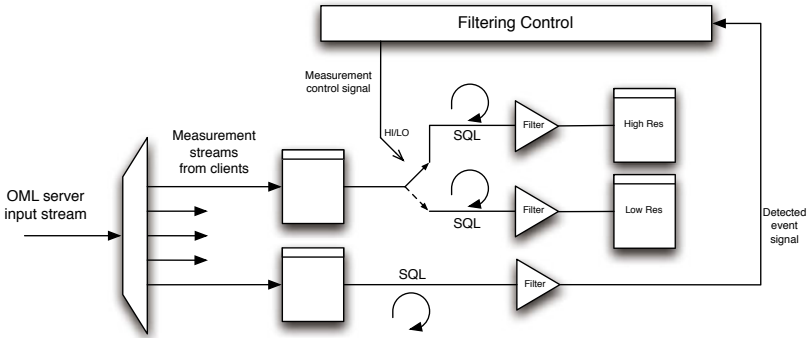 Filtering Control
Measurement
control signal
HI/LO
SQL
Filter
High Res
Measurement
streams
from clients
OML server
input stream
SQL
Filter
Low Res
Detected
event
signal
SQL
Filter